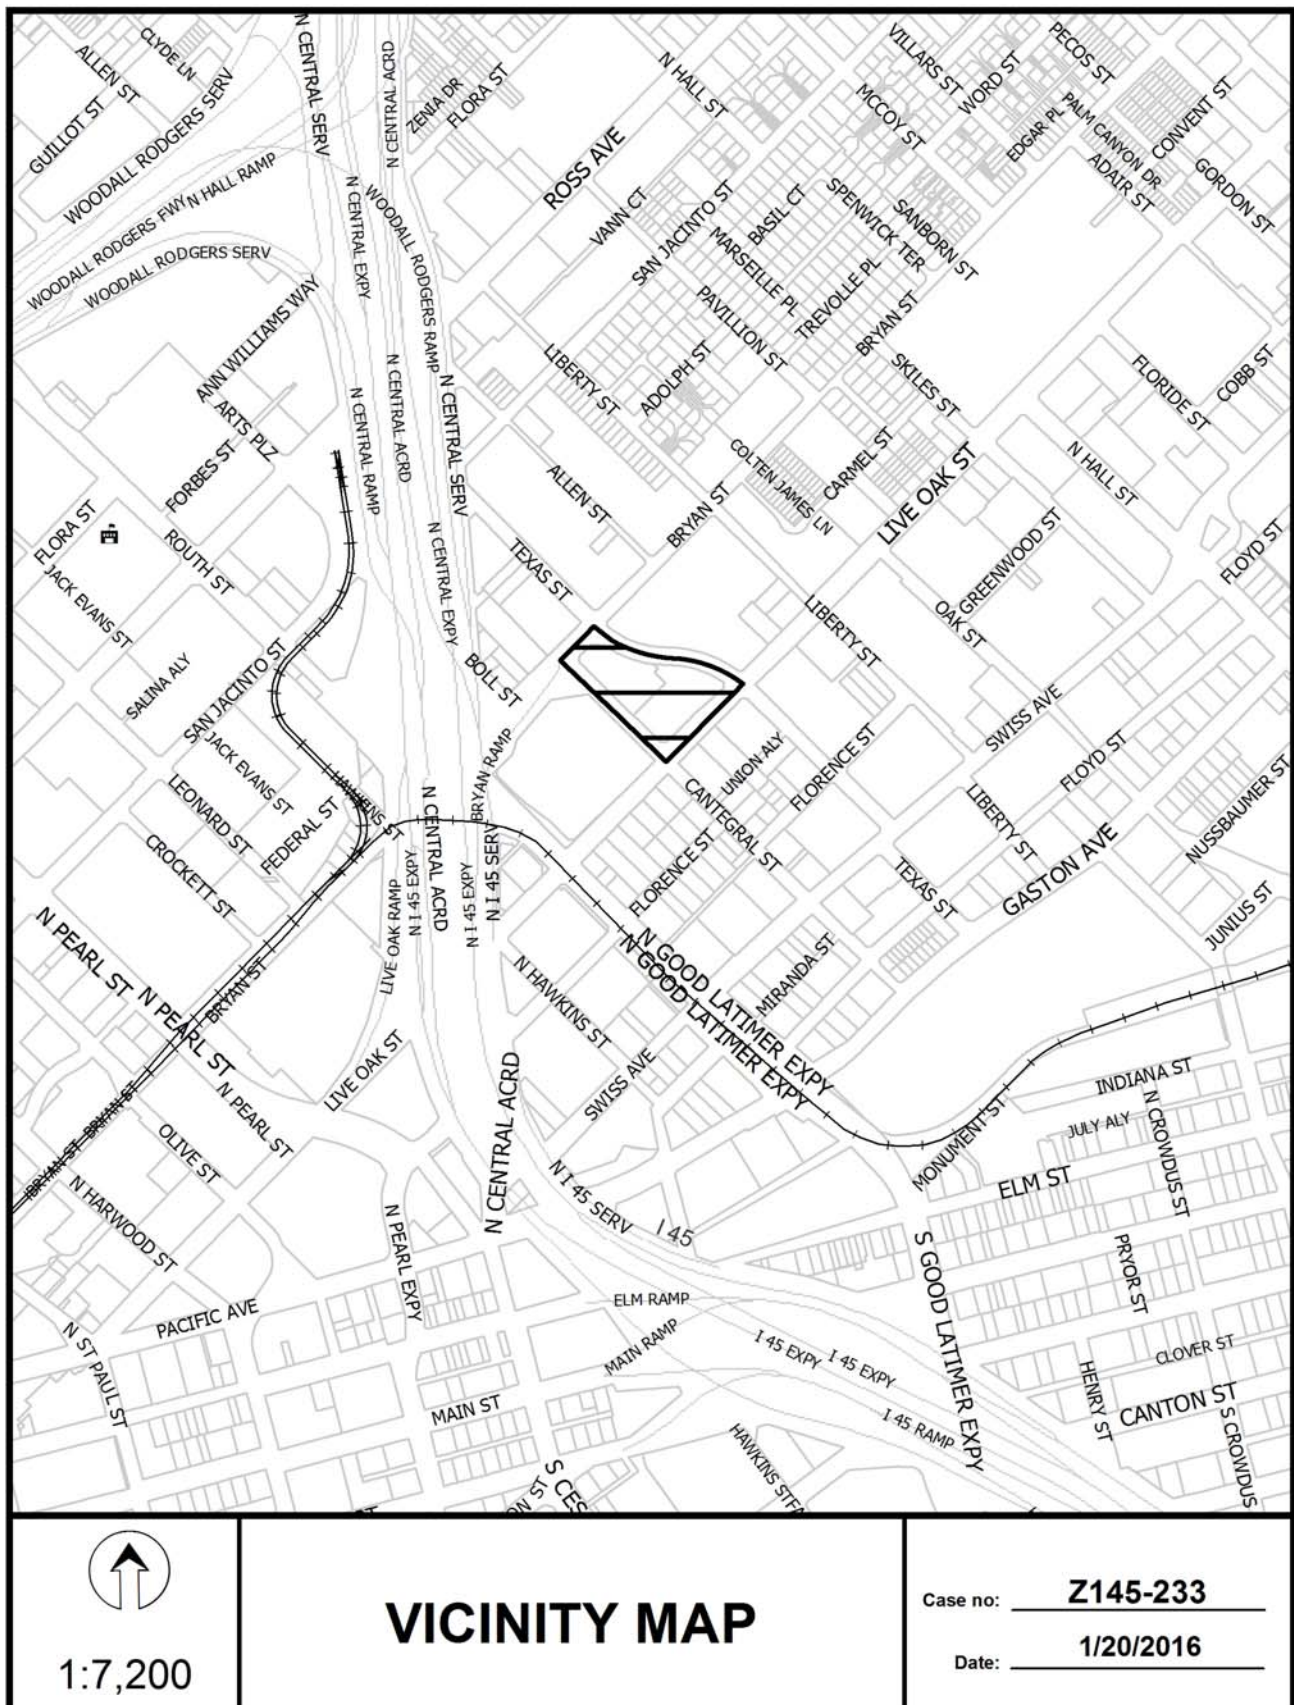 CLYDE LN
ALLEN ST
GUILLOT ST
WOODALL RODGERS SERV
N CENTRAL SERV
N CENTRAL ACRD
ZENIA DR
FLORA ST
N HALL ST
VILLARS ST
PECOS ST
WORD ST
MCCOY ST
EDGAR PL
PALM CANYON DR
CONVENT ST
ADAIR ST
GORDON ST
ROSS AVE
WOODALL RODGERS FWY
N HALL RAMP
WOODALL RODGERS SERV
N CENTRAL EXPY
WOODALL RODGERS RAMP
VANN CT
SAN JACINTO ST
BASIL CT
SPENWICK TER
SANBORN ST
MARSEILLE PL
TREVOLLE PL
PAVILLION ST
BRYAN ST
ANN WILLIAMS WAY
ARTS PLZ
N CENTRAL RAMP
N CENTRAL ACRD
N CENTRAL SERV
LIBERTY ST
ADOLPH ST
SKILES ST
FLORIDE ST
COBB ST
FORBES ST
FLORA ST
ROUTH ST
JACK EVANS ST
N CENTRAL EXPY
ALLEN ST
BRYAN ST
COLTEN JAMES LN
CARMEL ST
LIVE OAK ST
N HALL ST
GREENWOOD ST
FLOYD ST
TEXAS ST
OAK ST
LIBERTY ST
SALINA ALY
SAN JACINTO ST
BOLL ST
SWISS AVE
JACK EVANS ST
HAWKINS ST
BRYAN RAMP
UNION ALY
FLORENCE ST
FLOYD ST
LEONARD ST
FEDERAL ST
CROCKETT ST
N CENTRAL ACRD
N I 45 SERV
N I 45 EXPY
N I 45 EXPY
LIVE OAK RAMP
CANTEGRAL ST
LIBERTY ST
NUSSBAUMER ST
FLORENCE ST
TEXAS ST
GASTON AVE
JUNIUS ST
N PEARL ST
N PEARL ST
BRYAN ST
N HAWKINS ST
N GOOD LATIMER EXPY
N GOOD LATIMER EXPY
MIRANDA ST
LIVE OAK ST
SWISS AVE
N PEARL ST
BRYAN ST
BRYAN ST
OLIVE ST
N HARWOOD ST
N CENTRAL ACRD
INDIANA ST
N CROWDUS ST
JULY ALY
MONUMENT ST
ELM ST
N I 45 SERV
I 45
N PEARL EXPY
S GOOD LATIMER EXPY
PRYOR ST
PACIFIC AVE
ELM RAMP
N ST PAUL ST
MAIN RAMP
I 45 EXPY
I 45 EXPY
CLOVER ST
HENRY ST
CANTON ST
MAIN ST
I 45 RAMP
HAWKINS ST
S CROWDUS
S CES
ON ST
1:7,200
VICINITY MAP
Case no: Z145-233
Date: 1/20/2016